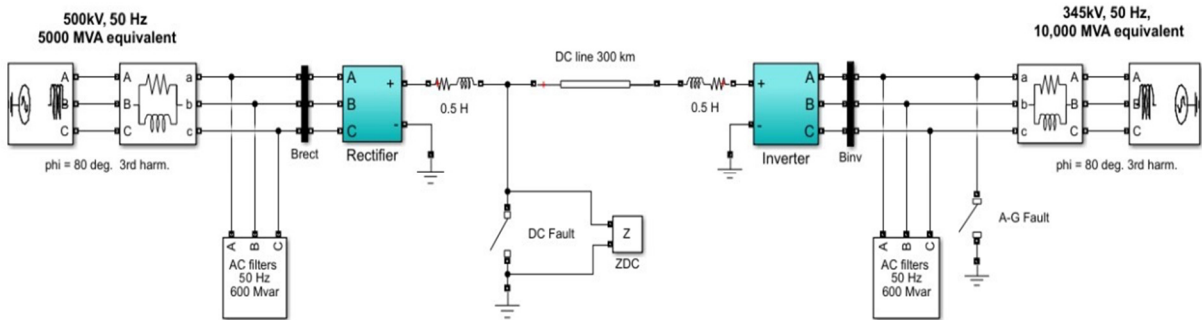 500kV, 50 Hz
5000 MVA equivalent
A
B
C
A
B
C
a
b
c
phi = 80 deg. 3rd harm.
A
B
C
AC filters
50 Hz
600 Mvar
Brect
A
B
C
+
-
Rectifier
0.5 H
DC line 300 km
DC Fault
Z
ZDC
0.5 H
+
-
A
B
C
Inverter
Binv
A
B
C
AC filters
50 Hz
600 Mvar
A-G Fault
345kV, 50 Hz,
10,000 MVA equivalent
a
b
c
A
B
C
A
B
C
phi = 80 deg. 3rd harm.